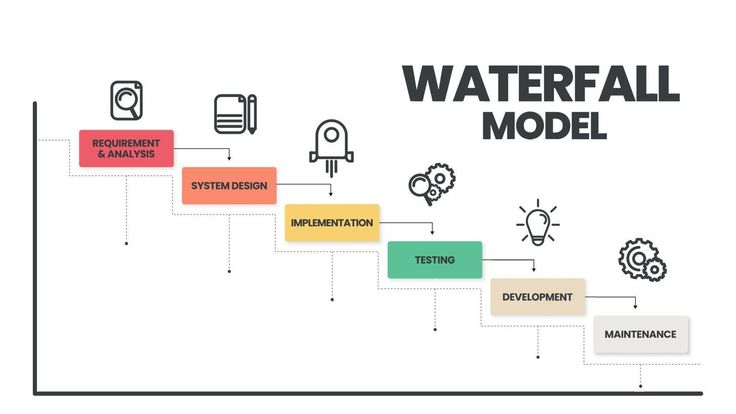 WATERFALL
MODEL
REQUIREMENT
& ANALYSIS
SYSTEM DESIGN
IMPLEMENTATION
TESTING
DEVELOPMENT
MAINTENANCE